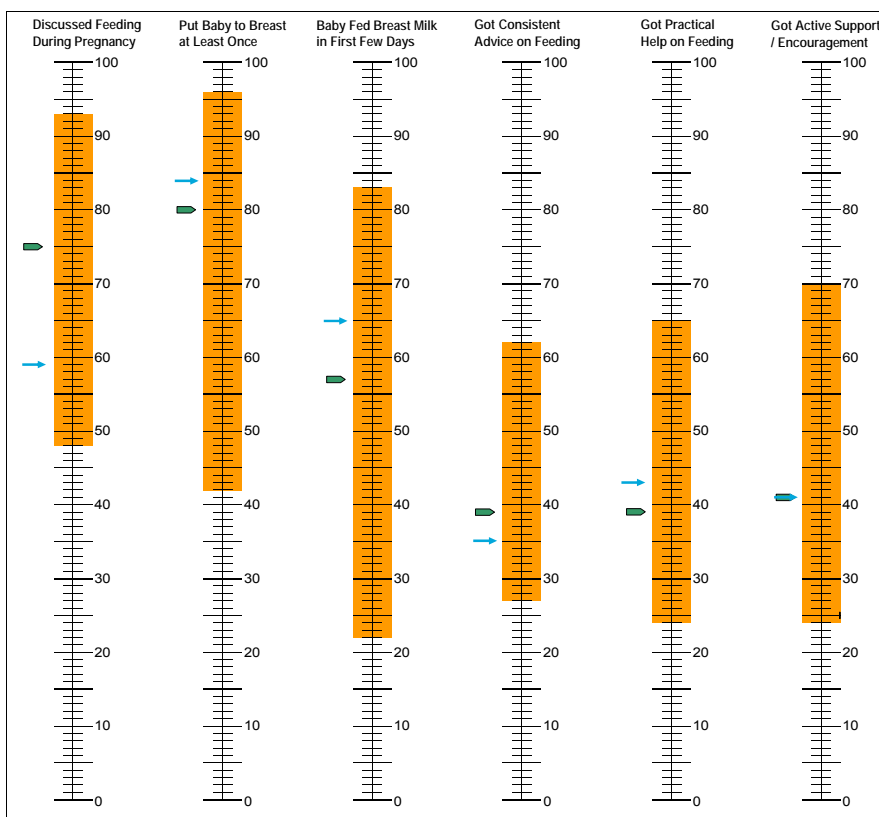 Discussed Feeding
During Pregnancy
Put Baby to Breast
at Least Once
Baby Fed Breast Milk
in First Few Days
Got Consistent
Advice on Feeding
Got Practical
Help on Feeding
Got Active Support
/ Encouragement
100 100 100 100 100 100
90 90 90 90 90 90
80 80 80 80 80 80
70 70 70 70 70 70
60 60 60 60 60 60
50 50 50 50 50 50
40 40 40 40 40 40
30 30 30 30 30 30
20 20 20 20 20 20
10 10 10 10 10 10
0 0 0 0 0 0